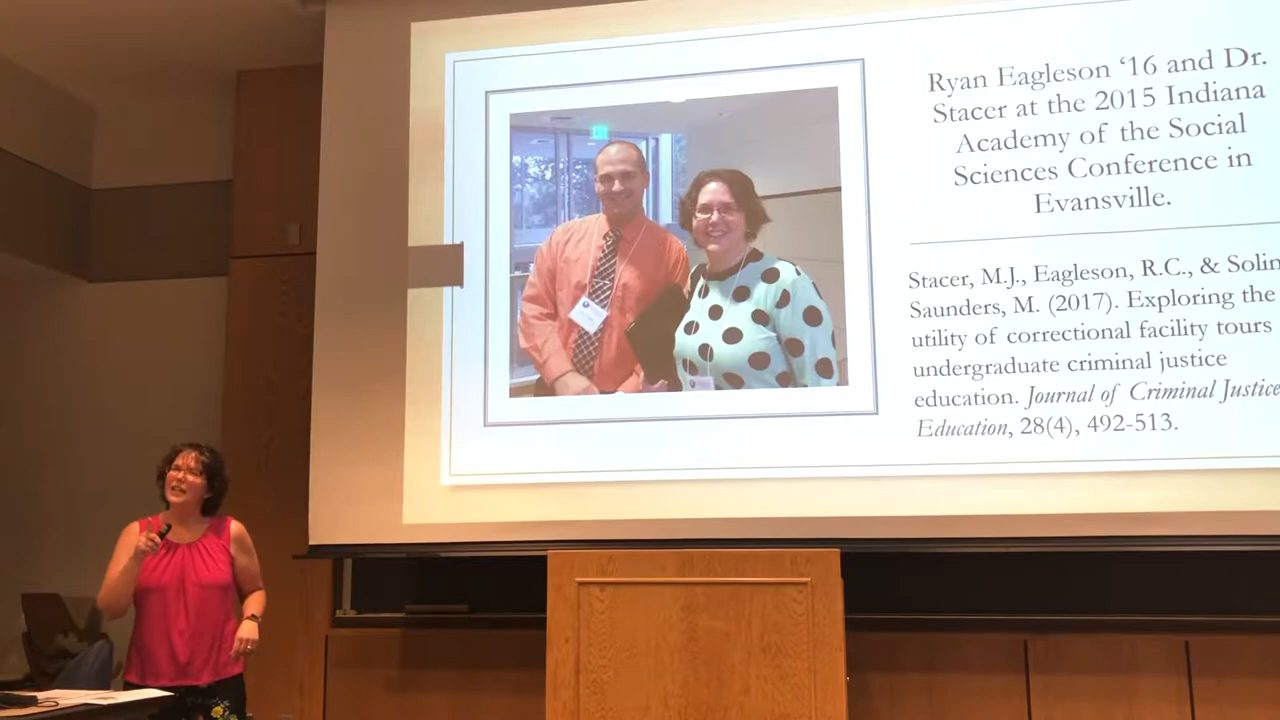 Ryan Eagleson ‘16 and Dr.
Stacer at the 2015 Indiana
Academy of the Social
Sciences Conference in
Evansville.
Stacer, M.J., Eagleson, R.C., & Solin
Saunders, M. (2017). Exploring the
utility of correctional facility tours
undergraduate criminal justice
education. Journal of Criminal Justice
Education, 28(4), 492-513.